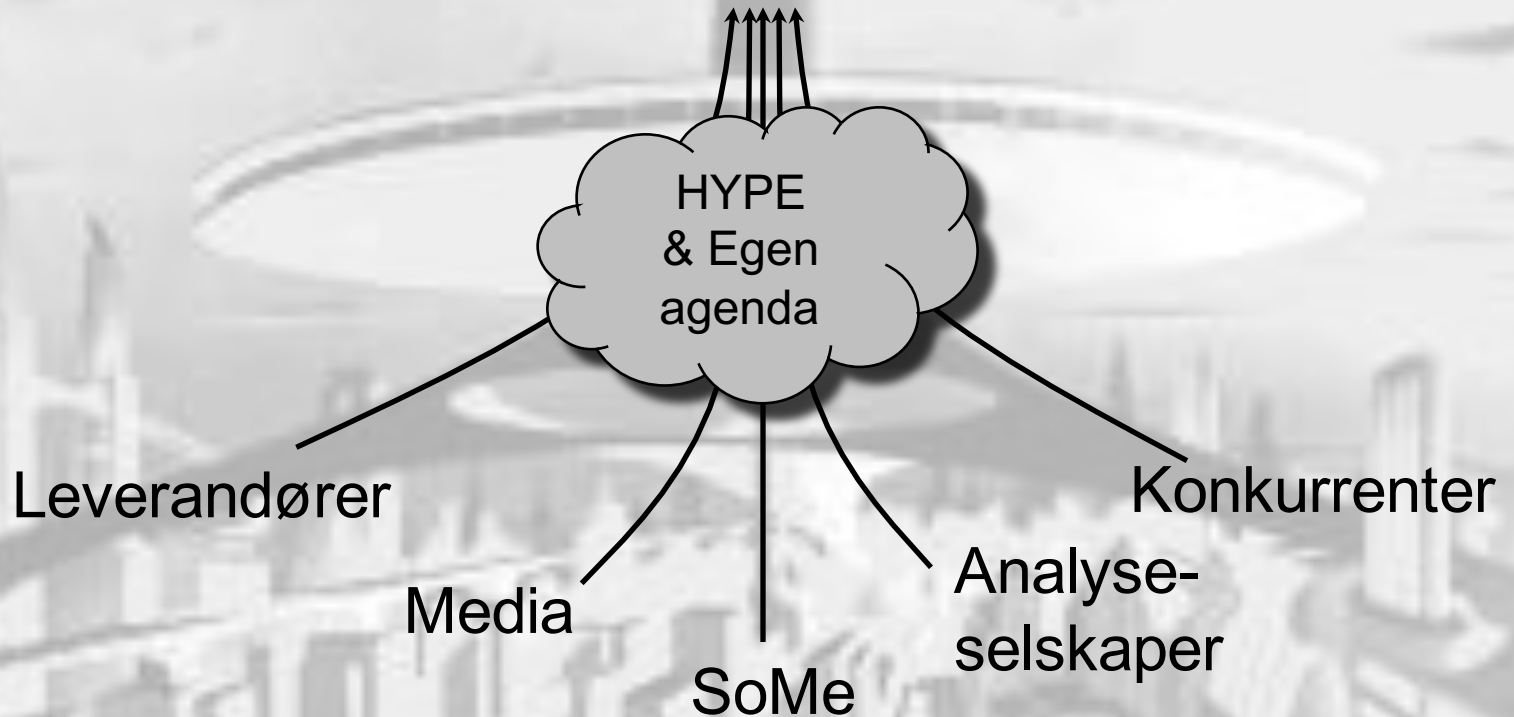 HYPE
& Egen
agenda
Leverandører
Konkurrenter
Media
Analyse-
selskaper
SoMe